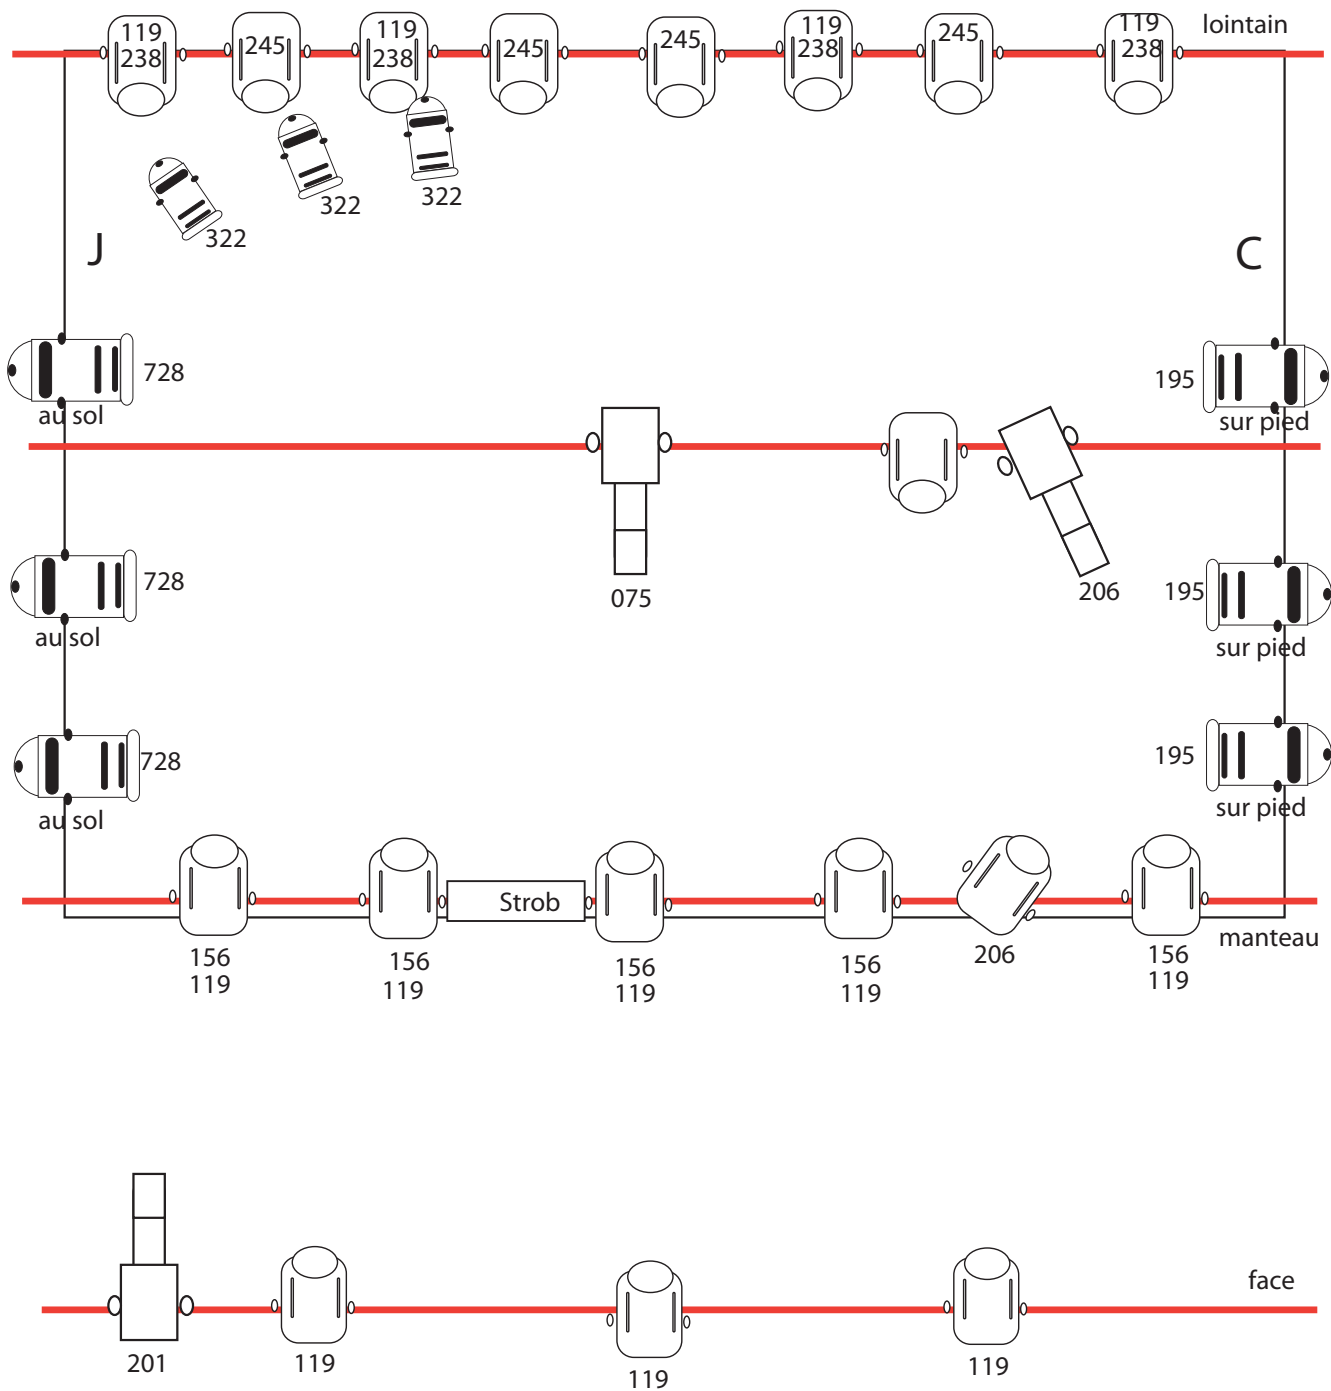 119 119 119 119 lointain
238 245 238 245 245 238 245 238
322 322 322
J C
728 195
au sol sur pied
075 206
728 195
au sol sur pied
728 195
au sol sur pied
Strob
manteau
156 156 156 156 206 156
119 119 119 119 119
face
201 119 119 119